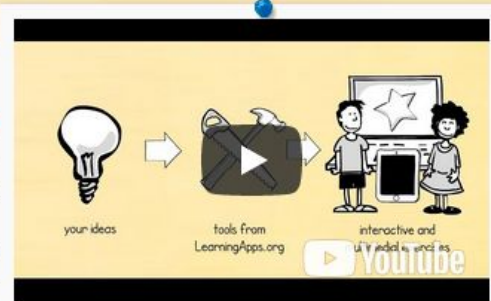 your ideas
tools from
LearningApps.org
interactive and
YouTube